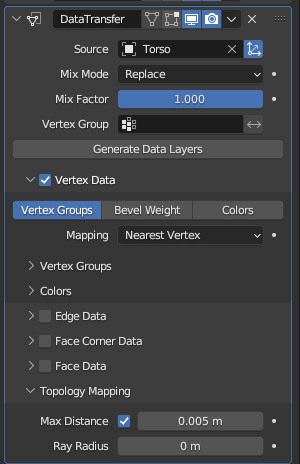 DataTransfer
Source Torso
Mix Mode Replace
Mix Factor 1.000
Vertex Group
Generate Data Layers
Vertex Data
Vertex Groups Bevel Weight Colors
Mapping Nearest Vertex
Vertex Groups
Colors
Edge Data
Face Corner Data
Face Data
Topology Mapping
Max Distance 0.005 m
Ray Radius 0 m